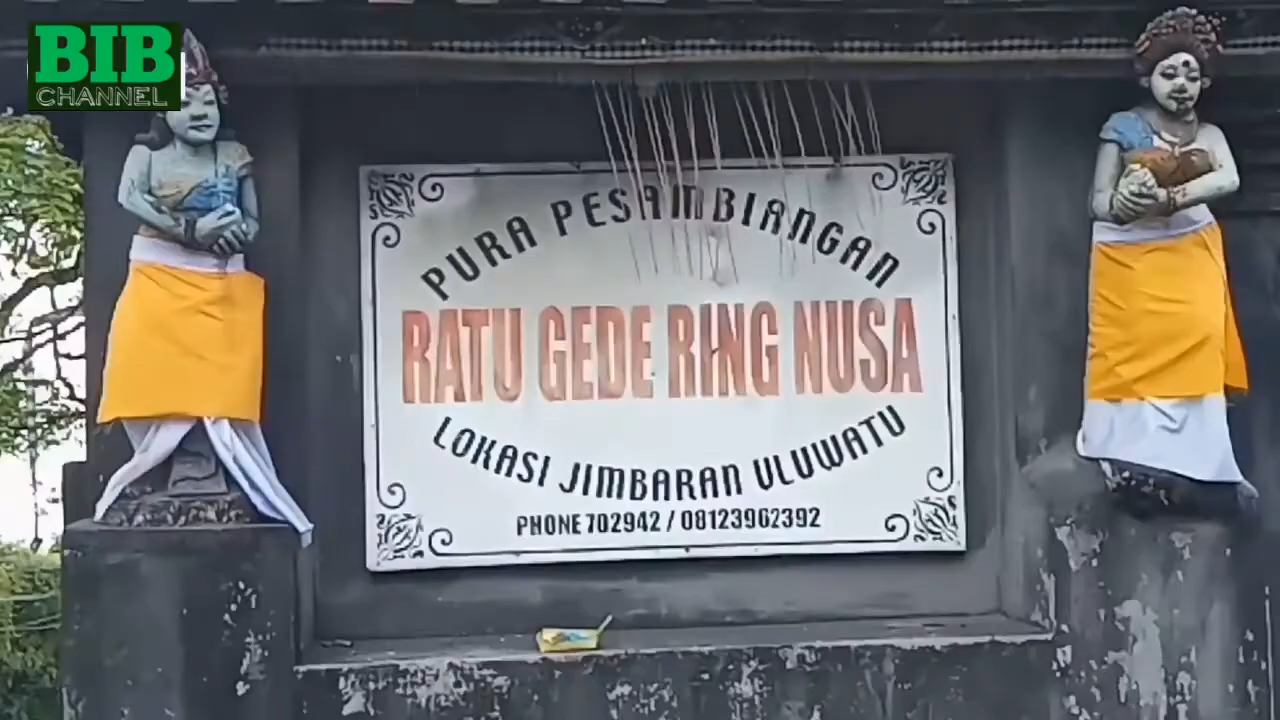 BIB
CHANNEL
PURA PESAMBIANGAN
RATU GEDE RING NUSA
LOKASI JIMBARAN ULUWATU
PHONE 702942 / 08123962392